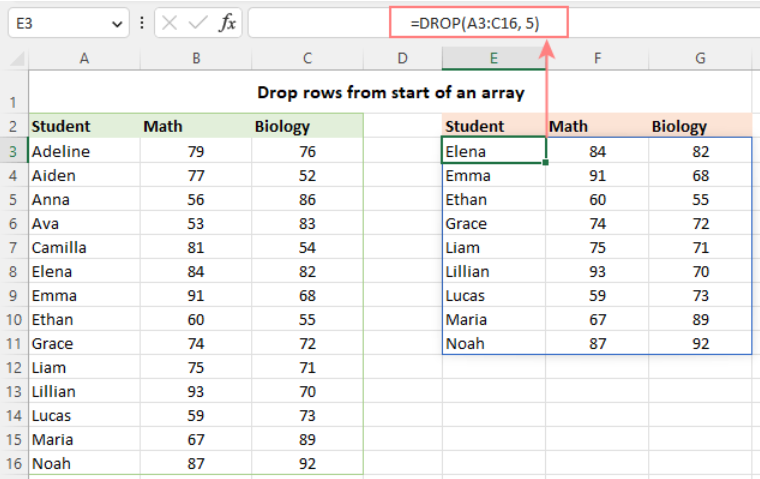 E3 fx =DROP(A3:C16, 5)
A B C D E F G
1 Drop rows from start of an array
2 Student Math Biology Student Math Biology
3 Adeline 79 76 Elena 84 82
4 Aiden 77 52 Emma 91 68
5 Anna 56 86 Ethan 60 55
6 Ava 53 83 Grace 74 72
7 Camilla 81 54 Liam 75 71
8 Elena 84 82 Lillian 93 70
9 Emma 91 68 Lucas 59 73
10 Ethan 60 55 Maria 67 89
11 Grace 74 72 Noah 87 92
12 Liam 75 71
13 Lillian 93 70
14 Lucas 59 73
15 Maria 67 89
16 Noah 87 92